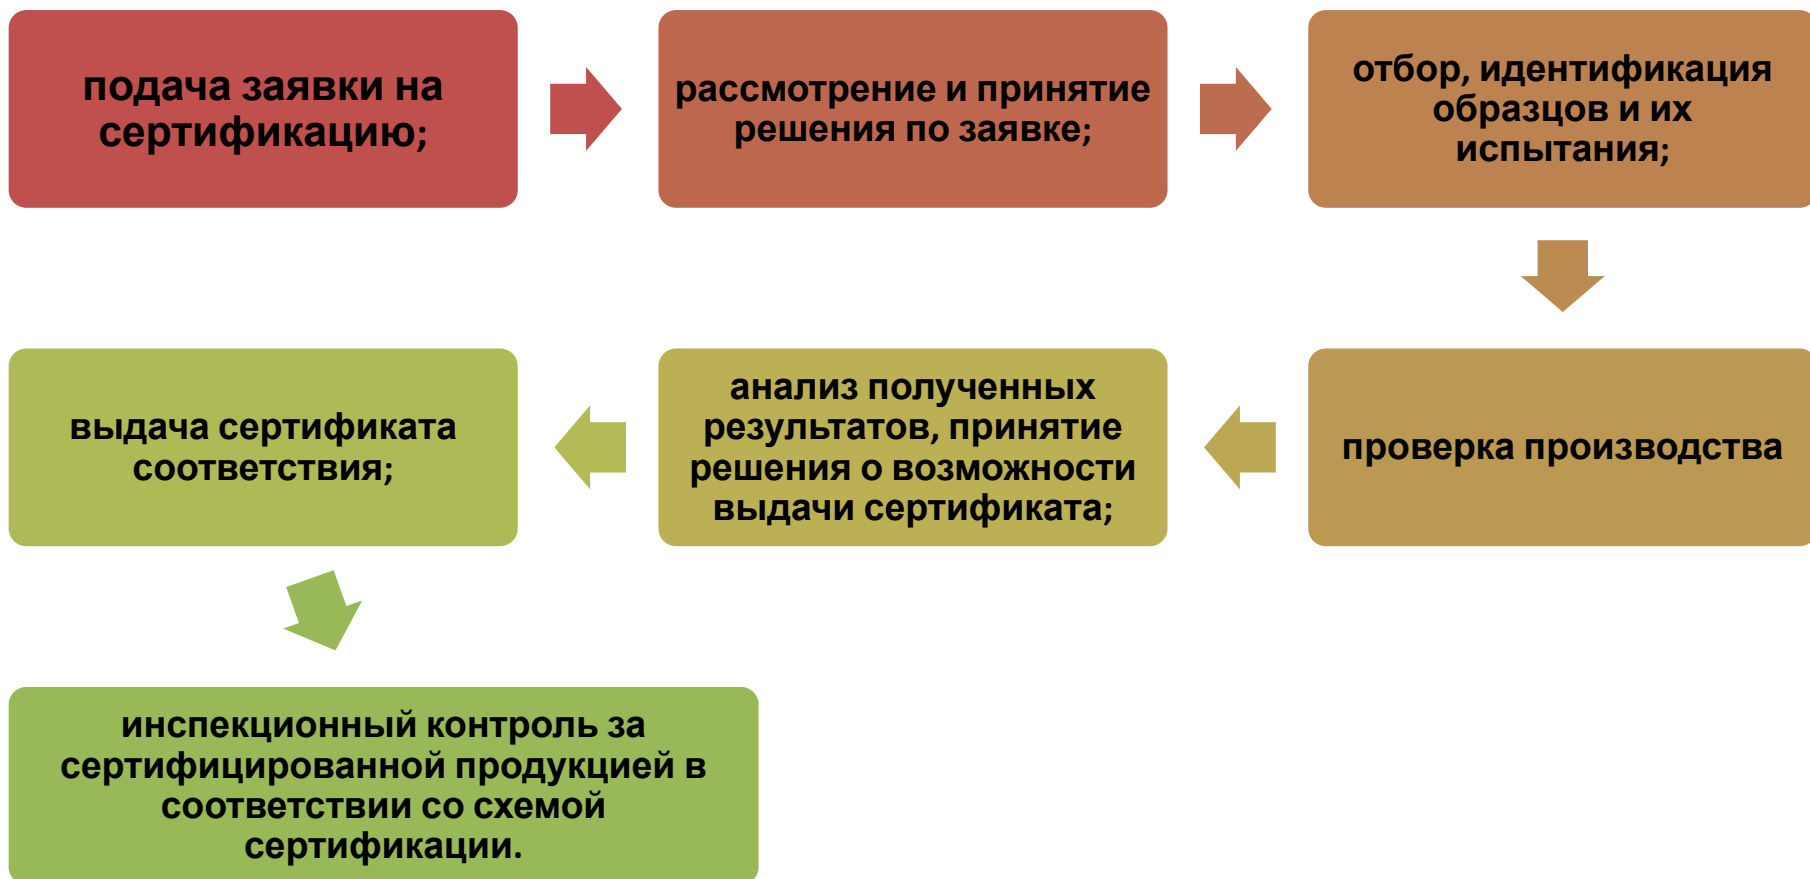 подача заявки на
сертификацию;
рассмотрение и принятие
решения по заявке;
отбор, идентификация
образцов и их
испытания;
проверка производства
анализ полученных
результатов, принятие
решения о возможности
выдачи сертификата;
выдача сертификата
соответствия;
инспекционный контроль за
сертифицированной продукцией в
соответствии со схемой
сертификации.